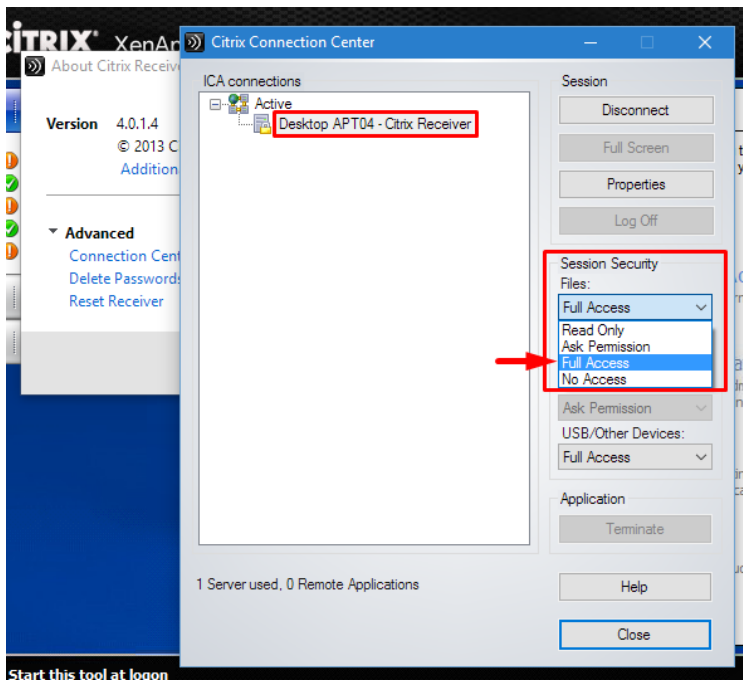 CITRIX XenAp
About Citrix Receiv
Version 4.0.1.4
© 2013 C
Addition
Advanced
Connection Cent
Delete Passwords
Reset Receiver
Citrix Connection Center
ICA connections
Active
Desktop APT04 - Citrix Receiver
Session
Disconnect
Full Screen
Properties
Log Off
Session Security
Files:
Full Access
Read Only
Ask Permission
Full Access
No Access
Ask Permission
USB/Other Devices:
Full Access
Application
Terminate
1 Server used, 0 Remote Applications
Help
Close
Start this tool at logon